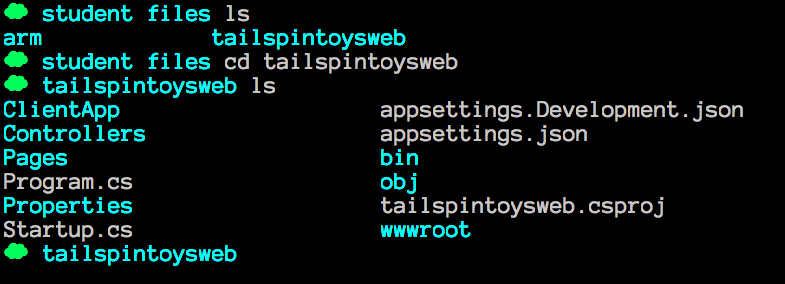 student files ls
arm tailspintoysweb
student files cd tailspintoysweb
tailspintoysweb ls
ClientApp appsettings.Development.json
Controllers appsettings.json
Pages bin
Program.cs obj
Properties tailspintoysweb.csproj
Startup.cs wwwroot
tailspintoysweb